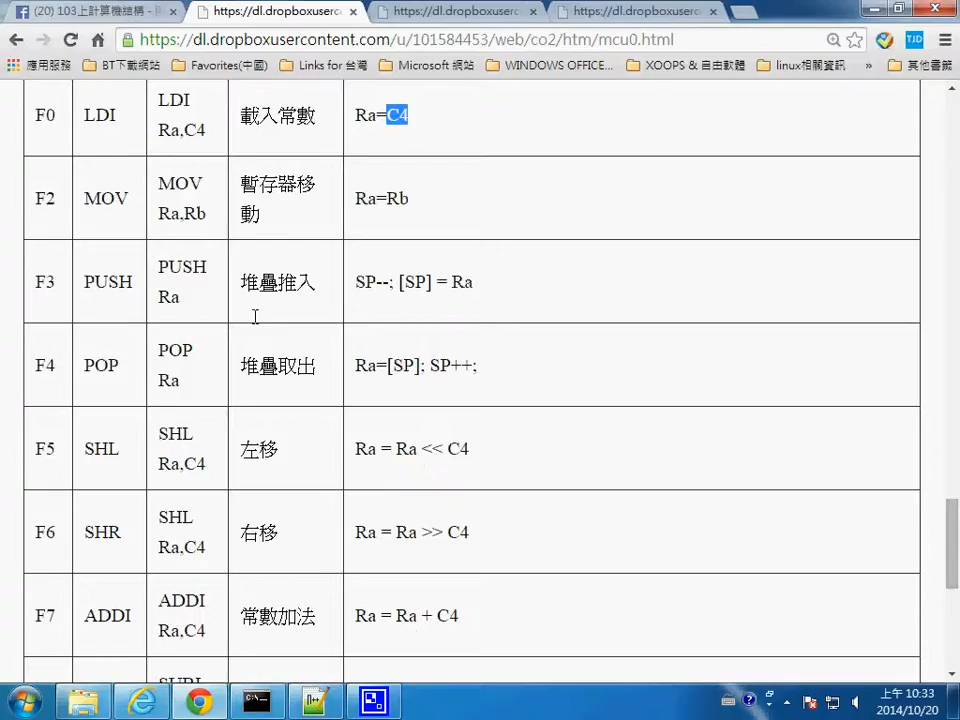 (20) 103上計算機結構 -
https://dl.dropboxuserc
https://dl.dropboxuserc
https://dl.dropboxuserc
https://dl.dropboxusercontent.com/u/101584453/web/co2/htm/mcu0.html
TJD
應用服務 BT下載網站 Favorites(中國) Links for 台灣 Microsoft 網站 WINDOWS OFFICE... XOOPS & 自由軟體 linux相關資訊 » 其他書籤
F0 LDI LDI Ra,C4 載入常數 Ra=C4
F2 MOV MOV Ra,Rb 暫存器移動 Ra=Rb
F3 PUSH PUSH Ra 堆疊推入 SP--; [SP] = Ra
F4 POP POP Ra 堆疊取出 Ra=[SP]; SP++;
F5 SHL SHL Ra,C4 左移 Ra = Ra << C4
F6 SHR SHL Ra,C4 右移 Ra = Ra >> C4
F7 ADDI ADDI Ra,C4 常數加法 Ra = Ra + C4
上午 10:33
2014/10/20